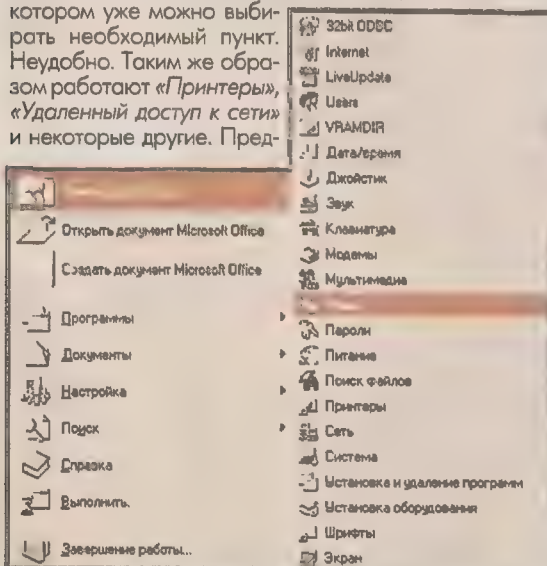 котором уже можно выби-
рать необходимый пункт.
Неудобно. Таким же обра-
зом работают «Принтеры»,
«Удаленный доступ к сети»
и некоторые другие. Пред-
Открыть документ Microsoft Office
Создать документ Microsoft Office
Программы
Документы
Настройка
Поиск
Справка
Выполнить.
Завершение работы...
32bit ODBC
Internet
LiveUpdate
Users
VRAMDIR
Дата/время
Джойстик
Звук
Клавиатура
Модемы
Мультимедиа
Пароли
Питание
Поиск файлов
Принтеры
Сеть
Система
Установка и удаление программ
Установка оборудования
Шрифты
Экран